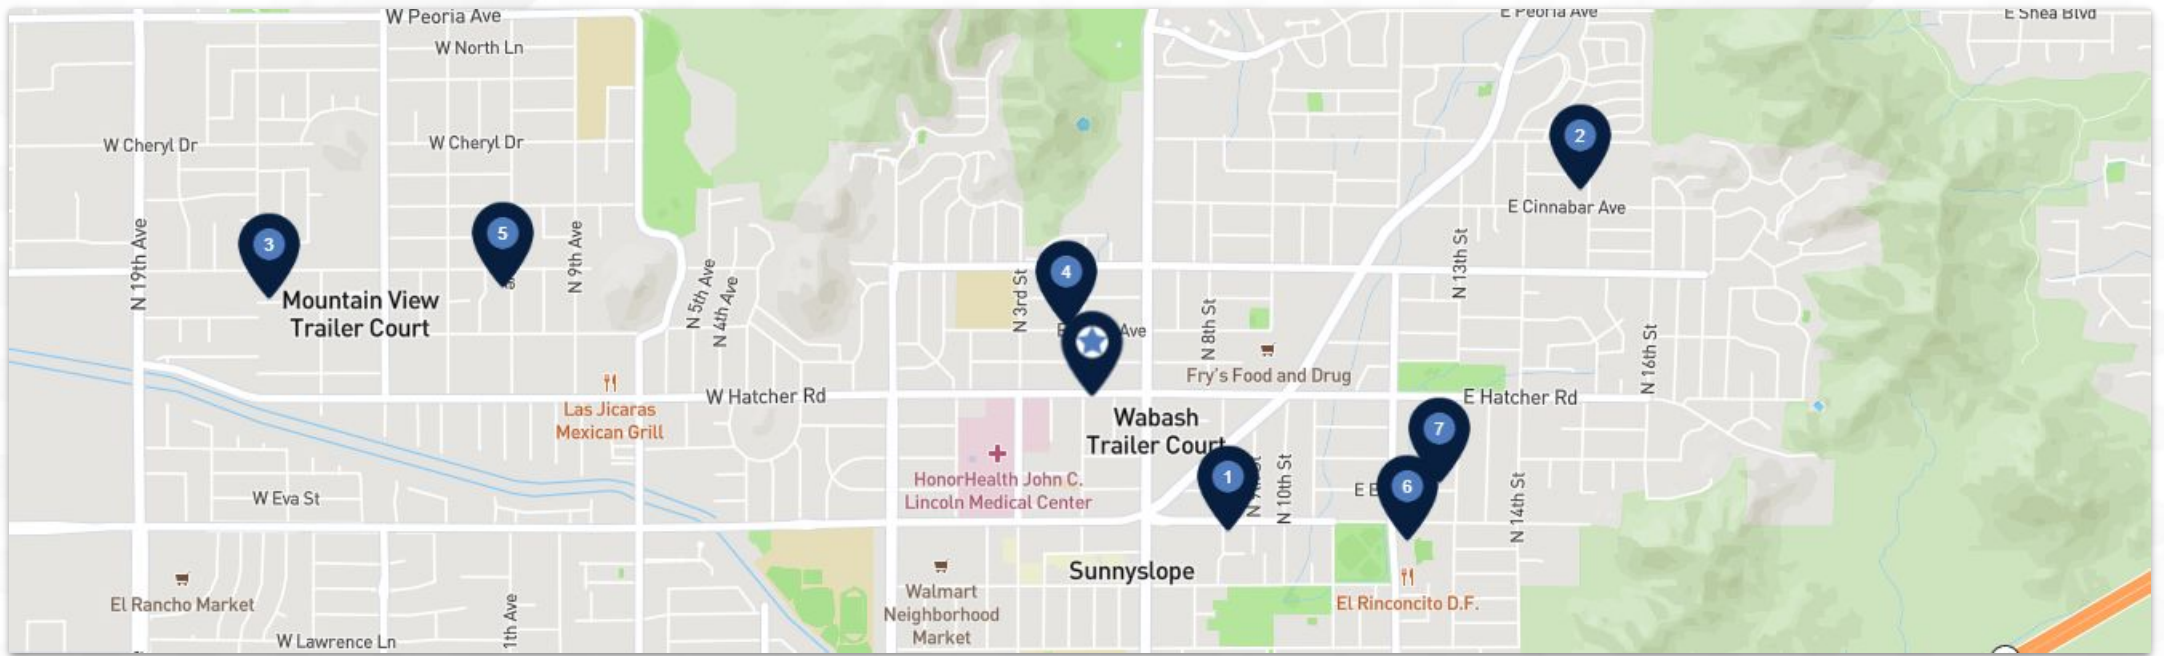 W Peoria Ave
E Peoria Ave
E Shea Blvd
W North Ln
W Cheryl Dr
W Cheryl Dr
2
E Cinnabar Ave
3
5
4
N 19th Ave
N 9th Ave
N 5th Ave
N 4th Ave
N 3rd St
N 8th St
N 13th St
N 16th St
Mountain View
Trailer Court
Ave
Fry's Food and Drug
W Hatcher Rd
E Hatcher Rd
Las Jicaras
Mexican Grill
Wabash
Trailer Court
7
1
6
HonorHealth John C.
Lincoln Medical Center
N 10th St
N 14th St
W Eva St
Sunnyslope
El Rancho Market
Walmart
Neighborhood
Market
El Rinconcito D.F.
1th Ave
W Lawrence Ln